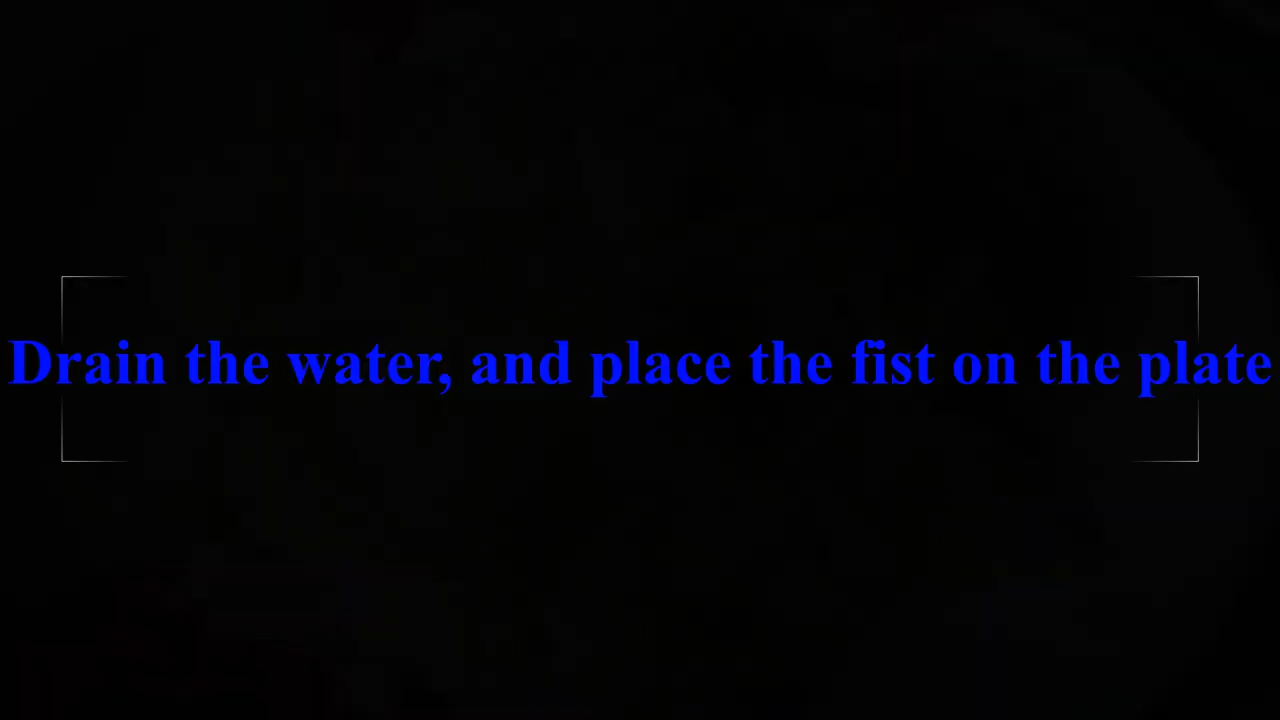 Drain the water, and place the fist on the plate